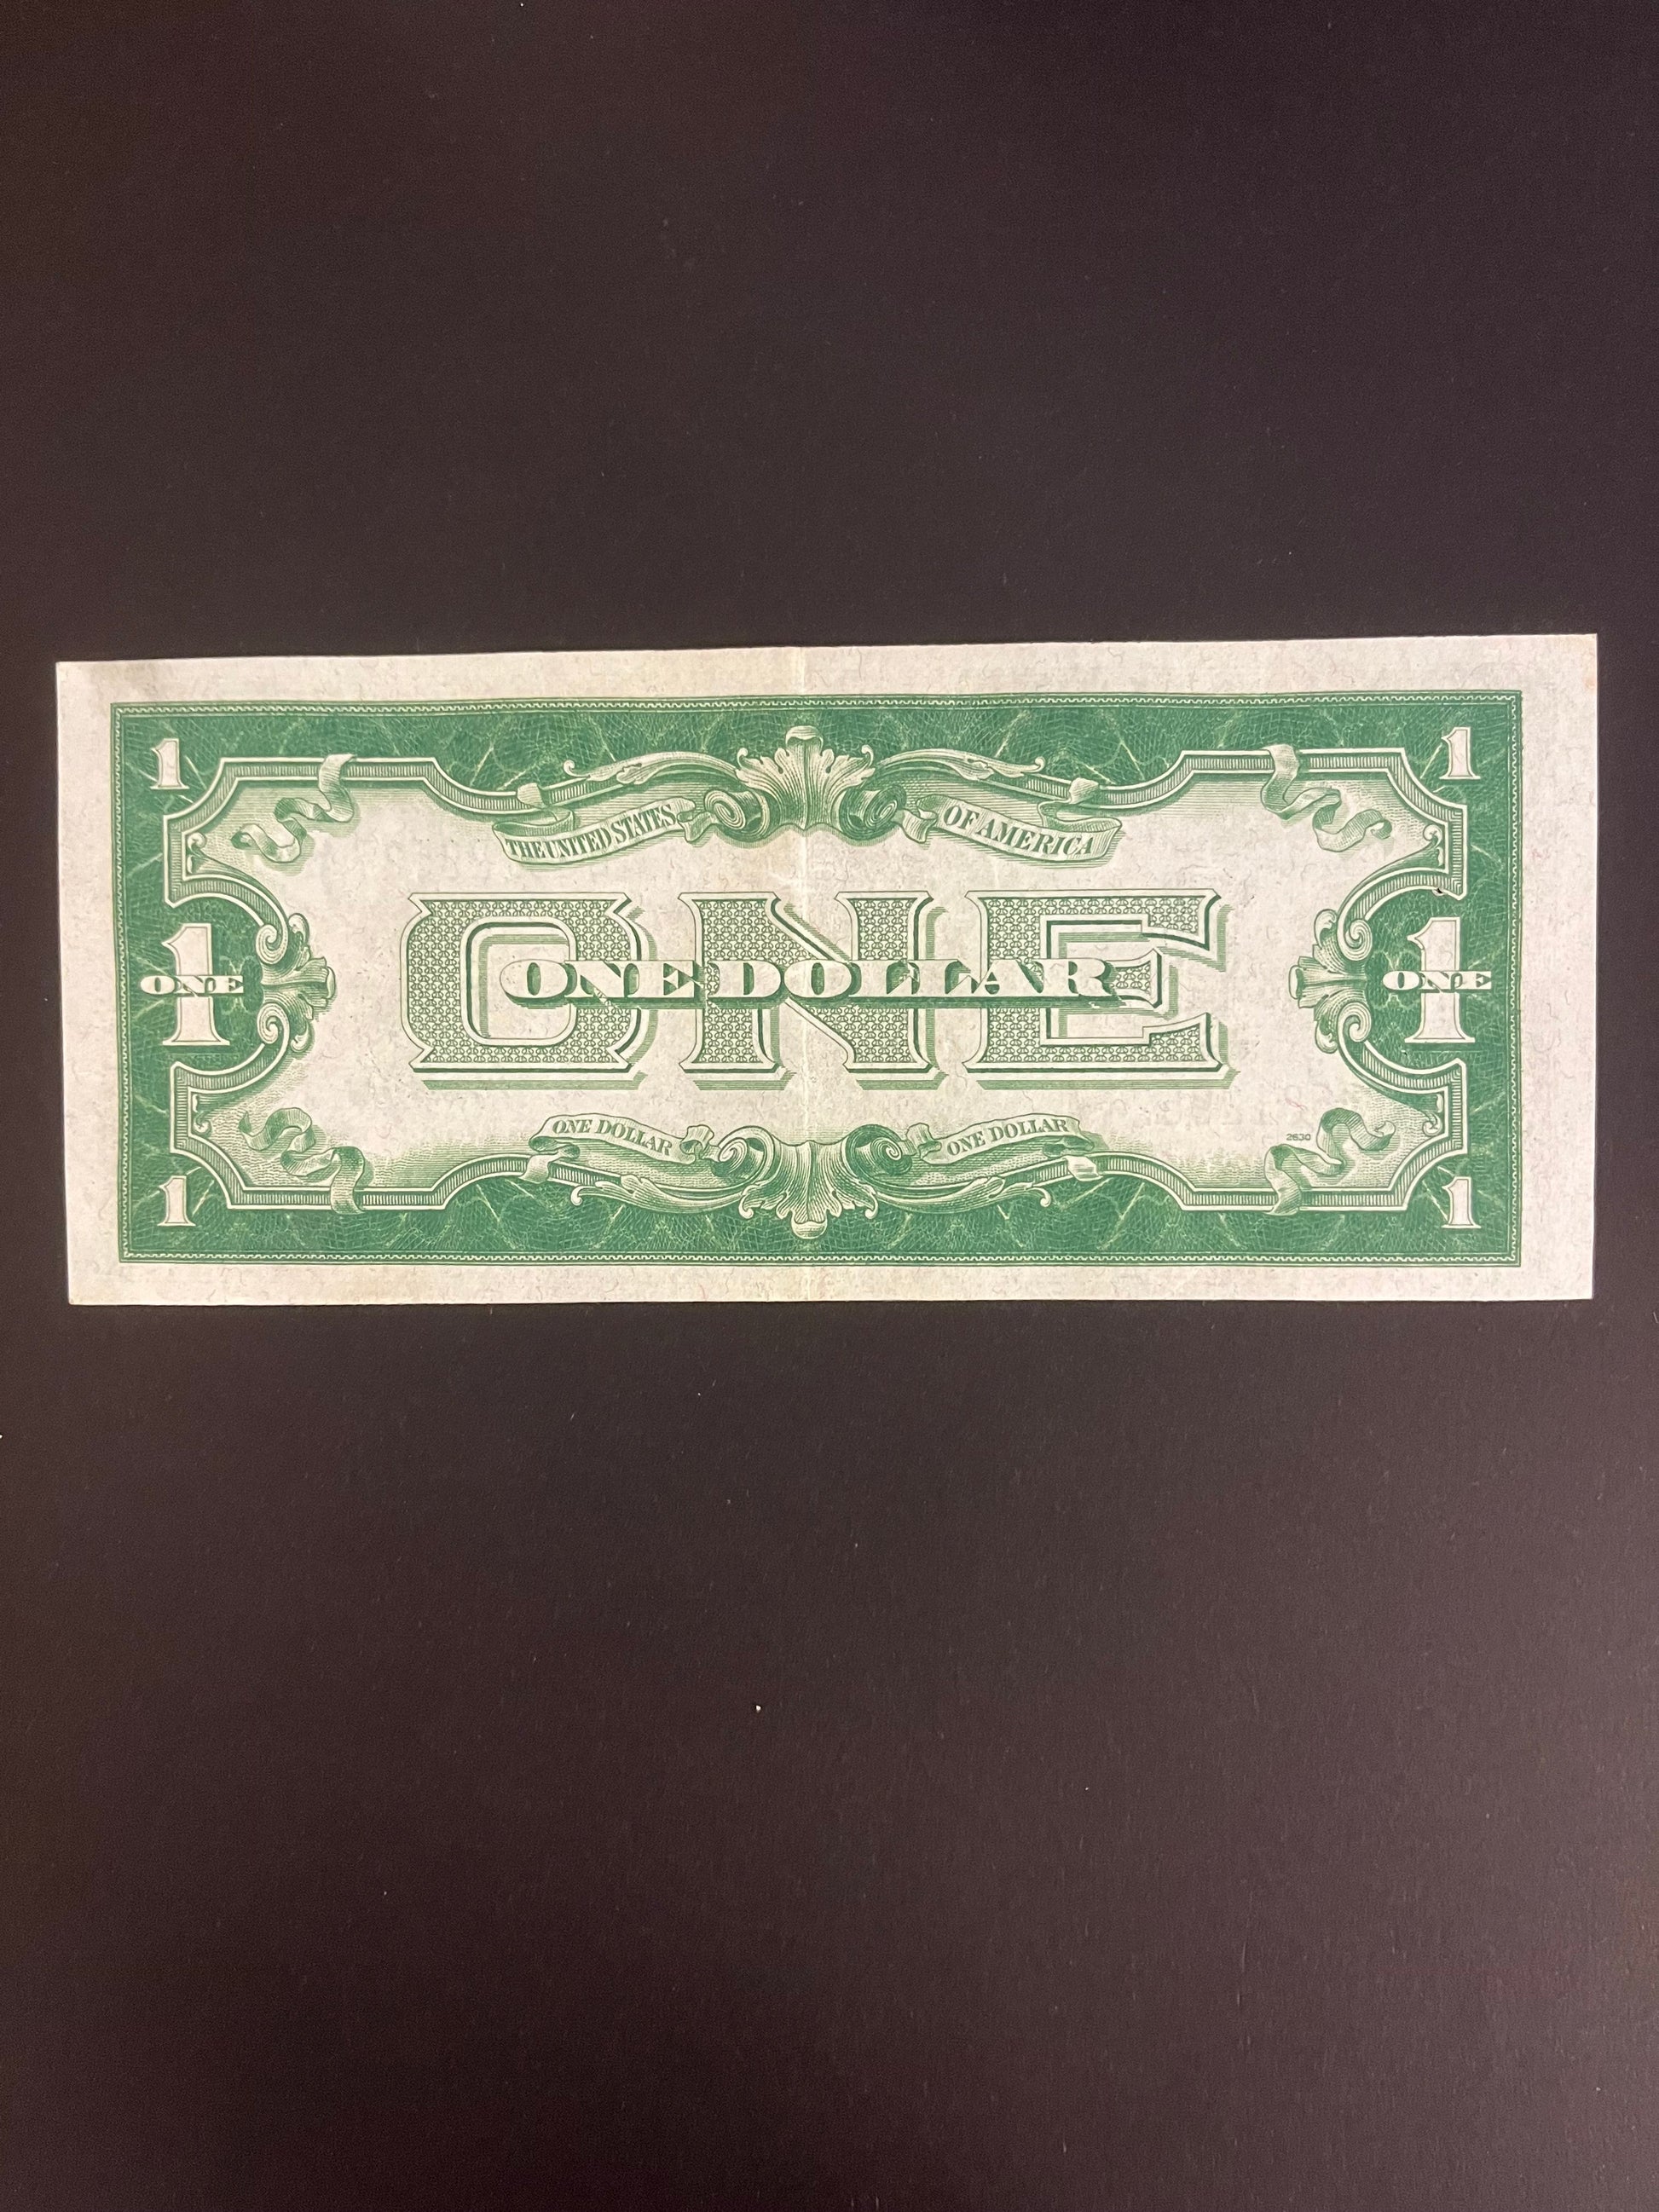 1 1
THE UNITED STATES OF AMERICA
ONE
1 ONE ONE DOLLAR 1 ONE
ONE DOLLAR ONE DOLLAR
2630
1 1